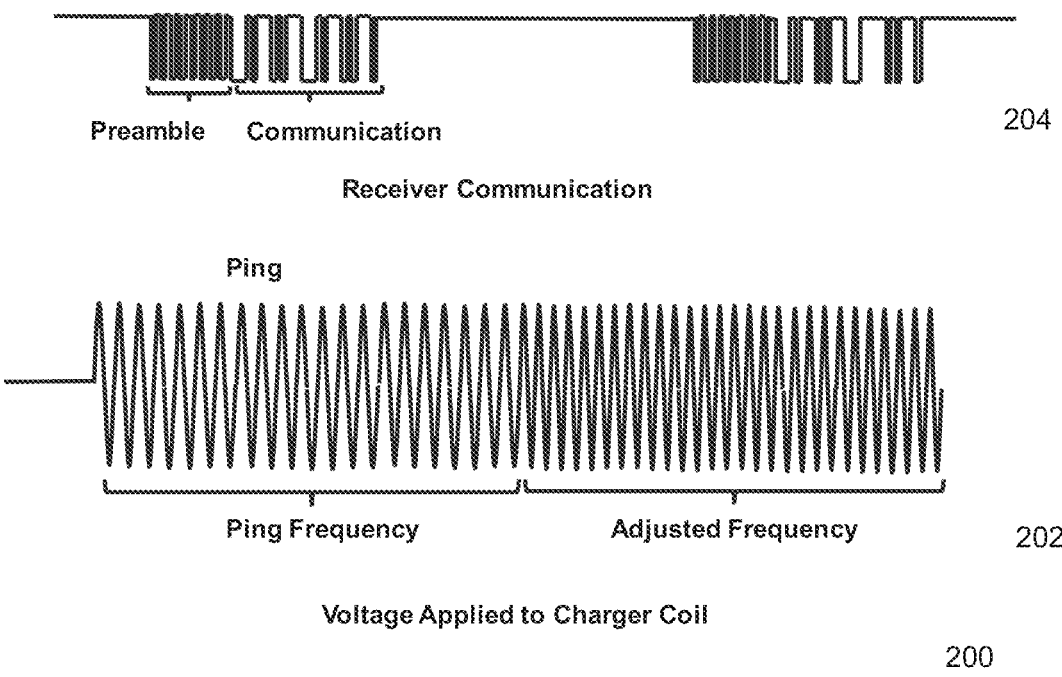 Preamble Communication
204
Receiver Communication
Ping
Ping Frequency Adjusted Frequency
202
Voltage Applied to Charger Coil
200